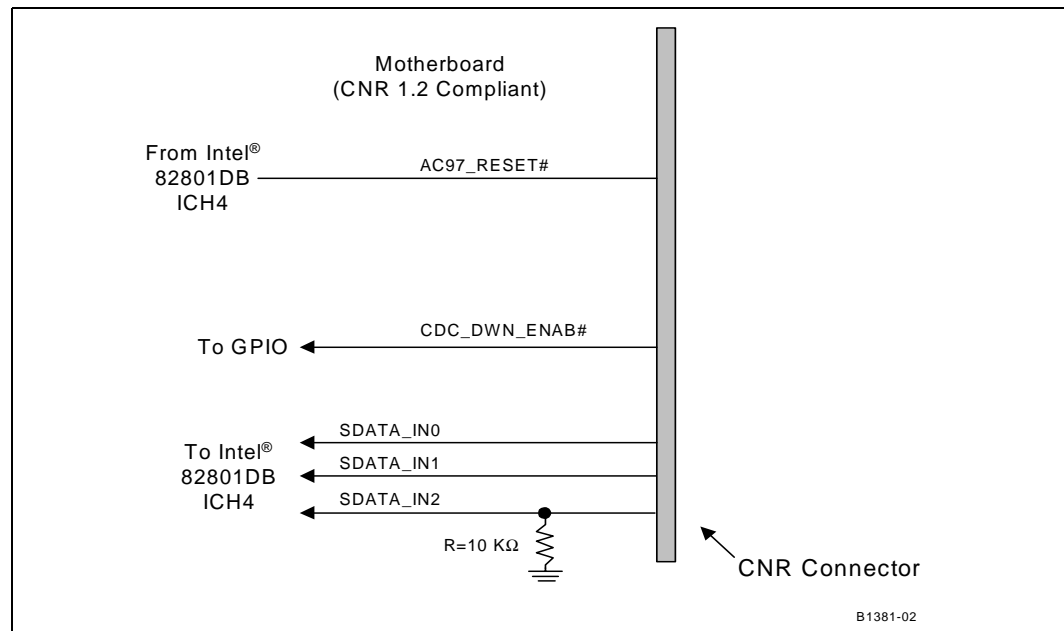 Motherboard
(CNR 1.2 Compliant)
From Intel®
82801DB
ICH4
AC97_RESET#
To GPIO
CDC_DWN_ENAB#
To Intel®
82801DB
ICH4
SDATA_IN0
SDATA_IN1
SDATA_IN2
R=10 KΩ
CNR Connector
B1381-02